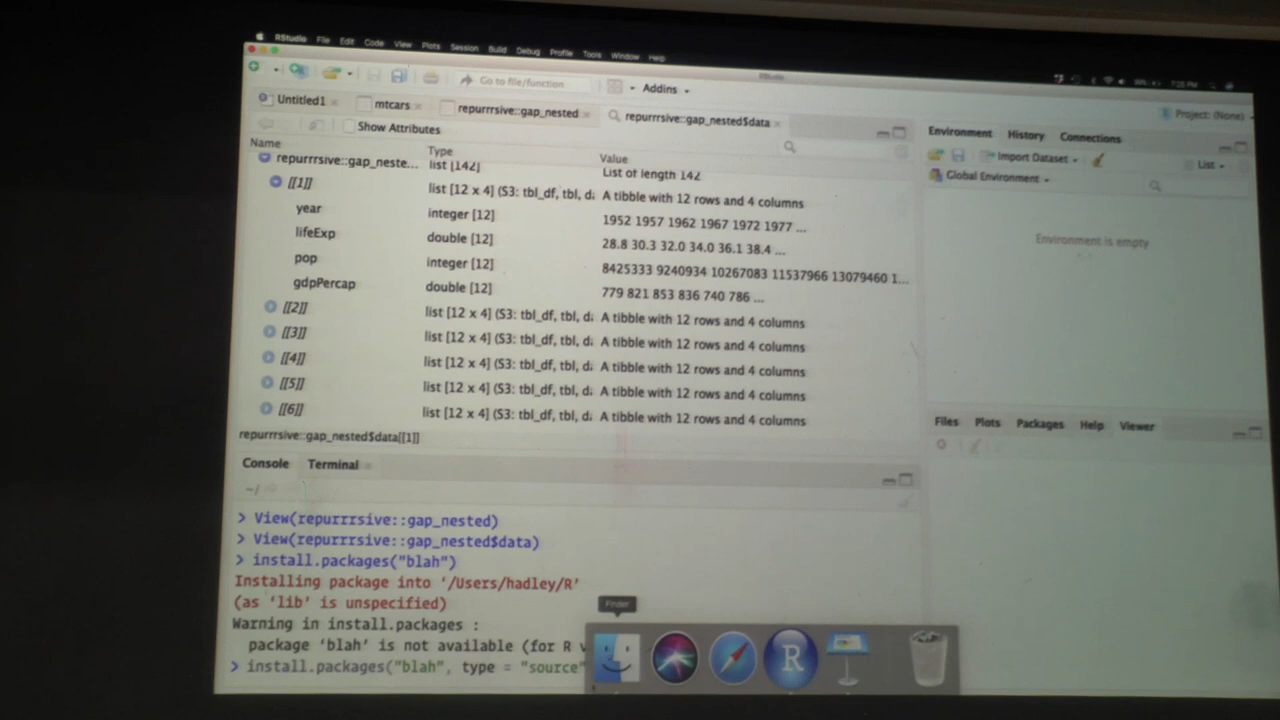 RStudio File Edit Code View Plots Session Build Debug Profile Tools Window Help
RStudio
Go to file/function Addins
Project: (None)
Untitled1 mtcars repurrrsive::gap_nested repurrrsive::gap_nested$data
Show Attributes
Name Type Value
repurrrsive::gap_neste... list [142] List of length 142
[[1]] list [12 x 4] (S3: tbl_df, tbl, da A tibble with 12 rows and 4 columns
year integer [12] 1952 1957 1962 1967 1972 1977 ...
lifeExp double [12] 28.8 30.3 32.0 34.0 36.1 38.4 ...
pop integer [12] 8425333 9240934 10267083 11537966 13079460 1...
gdpPercap double [12] 779 821 853 836 740 786 ...
[[2]] list [12 x 4] (S3: tbl_df, tbl, da A tibble with 12 rows and 4 columns
[[3]] list [12 x 4] (S3: tbl_df, tbl, da A tibble with 12 rows and 4 columns
[[4]] list [12 x 4] (S3: tbl_df, tbl, da A tibble with 12 rows and 4 columns
[[5]] list [12 x 4] (S3: tbl_df, tbl, da A tibble with 12 rows and 4 columns
[[6]] list [12 x 4] (S3: tbl_df, tbl, da A tibble with 12 rows and 4 columns
repurrrsive::gap_nested$data[[1]]
Console Terminal
~/
> View(repurrrsive::gap_nested)
> View(repurrrsive::gap_nested$data)
> install.packages("blah")
Installing package into ‘/Users/hadley/R’
(as ‘lib’ is unspecified)
Warning in install.packages :
package ‘blah’ is not available (for R v
> install.packages("blah", type = "source"
Finder
R
Environment History Connections
Import Dataset List
Global Environment
Environment is empty
Files Plots Packages Help Viewer